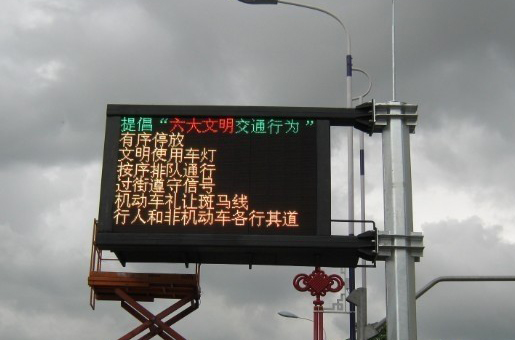 提倡“六大文明交通行为”
有序停放
文明使用车灯
按序排队通行
过街遵守信号
机动车礼让斑马线
行人和非机动车各行其道